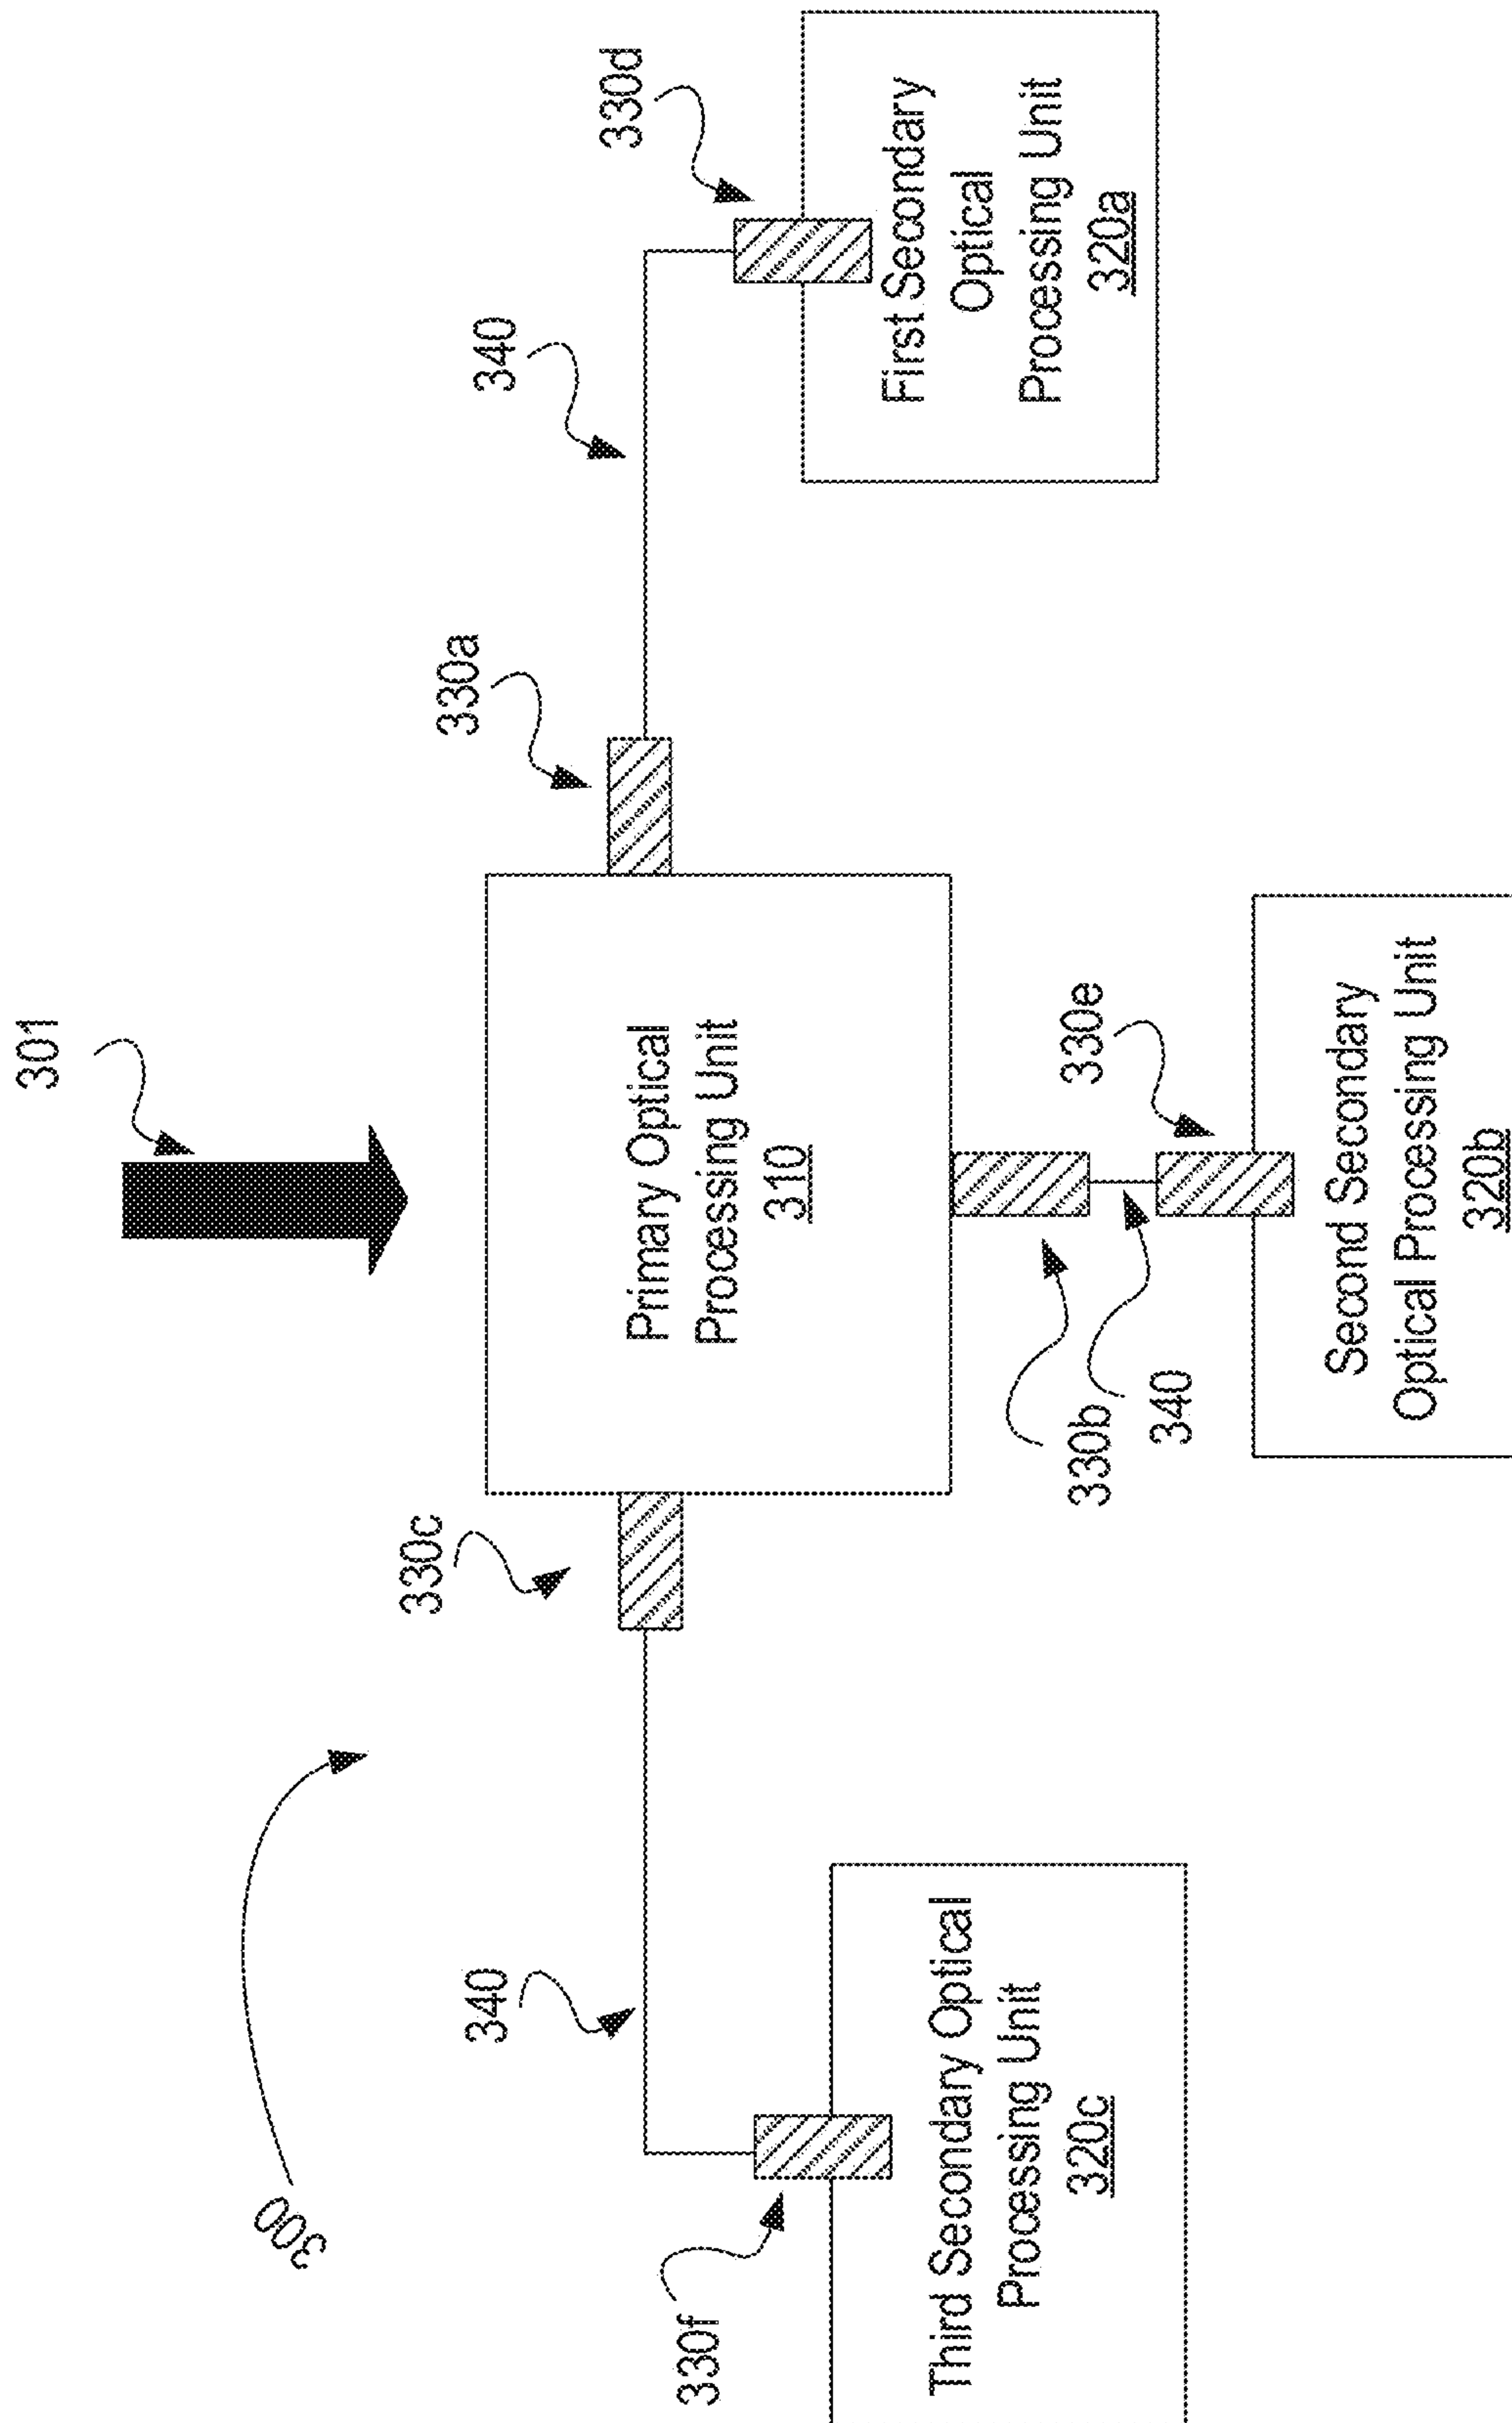 300
301
330c
330a
340
340
330d
330f
Primary Optical
Processing Unit
310
330b
340
330e
Third Secondary Optical
Processing Unit
320c
Second Secondary
Optical Processing Unit
320b
First Secondary
Optical
Processing Unit
320a